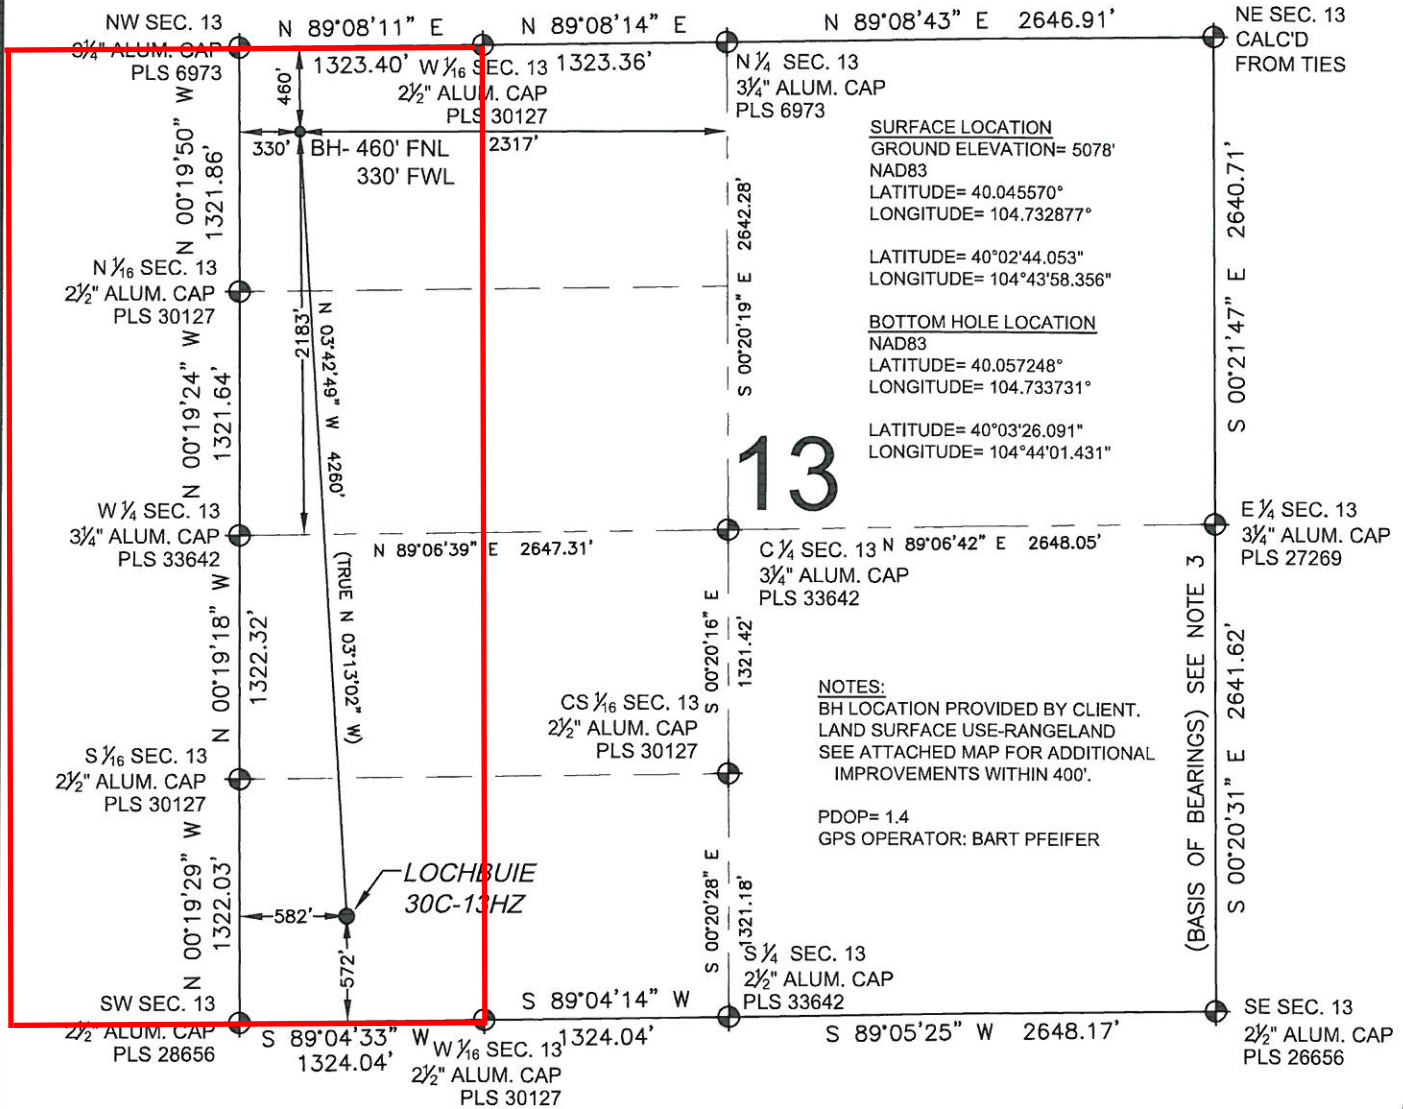 NW SEC. 13
3¼" ALUM. CAP
PLS 6973
N 89°08'11" E
1323.40'
W 1⁄16 SEC. 13
2½" ALUM. CAP
PLS 30127
N 89°08'14" E
1323.36'
N ¼ SEC. 13
3¼" ALUM. CAP
PLS 6973
N 89°08'43" E 2646.91'
NE SEC. 13
CALC'D
FROM TIES
460'
330'
BH- 460' FNL
330' FWL
2317'
N 00°19'50" W
1321.86'
SURFACE LOCATION
GROUND ELEVATION= 5078'
NAD83
LATITUDE= 40.045570°
LONGITUDE= 104.732877°
LATITUDE= 40°02'44.053"
LONGITUDE= 104°43'58.356"
BOTTOM HOLE LOCATION
NAD83
LATITUDE= 40.057248°
LONGITUDE= 104.733731°
LATITUDE= 40°03'26.091"
LONGITUDE= 104°44'01.431"
S 00°20'19" E 2642.28'
S 00°21'47" E 2640.71'
N 1⁄16 SEC. 13
2½" ALUM. CAP
PLS 30127
2183'
N 03°42'49" W 4260'
(TRUE N 03°13'02" W)
N 00°19'24" W
1321.64'
13
W ¼ SEC. 13
3¼" ALUM. CAP
PLS 33642
N 89°06'39" E 2647.31'
C ¼ SEC. 13
3¼" ALUM. CAP
PLS 33642
N 89°06'42" E 2648.05'
E ¼ SEC. 13
3¼" ALUM. CAP
PLS 27269
N 00°19'18" W
1322.32'
S 00°20'16" E
1321.42'
CS 1⁄16 SEC. 13
2½" ALUM. CAP
PLS 30127
NOTES:
BH LOCATION PROVIDED BY CLIENT.
LAND SURFACE USE-RANGELAND
SEE ATTACHED MAP FOR ADDITIONAL
IMPROVEMENTS WITHIN 400'.
PDOP= 1.4
GPS OPERATOR: BART PFEIFER
(BASIS OF BEARINGS) SEE NOTE 3
S 00°20'31" E 2641.62'
S 1⁄16 SEC. 13
2½" ALUM. CAP
PLS 30127
N 00°19'29" W
1322.03'
LOCHBUIE
30C-13HZ
582'
572'
S 00°20'28" E
1321.18'
SW SEC. 13
2½" ALUM. CAP
PLS 28656
S 89°04'33" W
1324.04'
W 1⁄16 SEC. 13
2½" ALUM. CAP
PLS 30127
S 89°04'14" W
1324.04'
S ¼ SEC. 13
2½" ALUM. CAP
PLS 33642
S 89°05'25" W 2648.17'
SE SEC. 13
2½" ALUM. CAP
PLS 26656